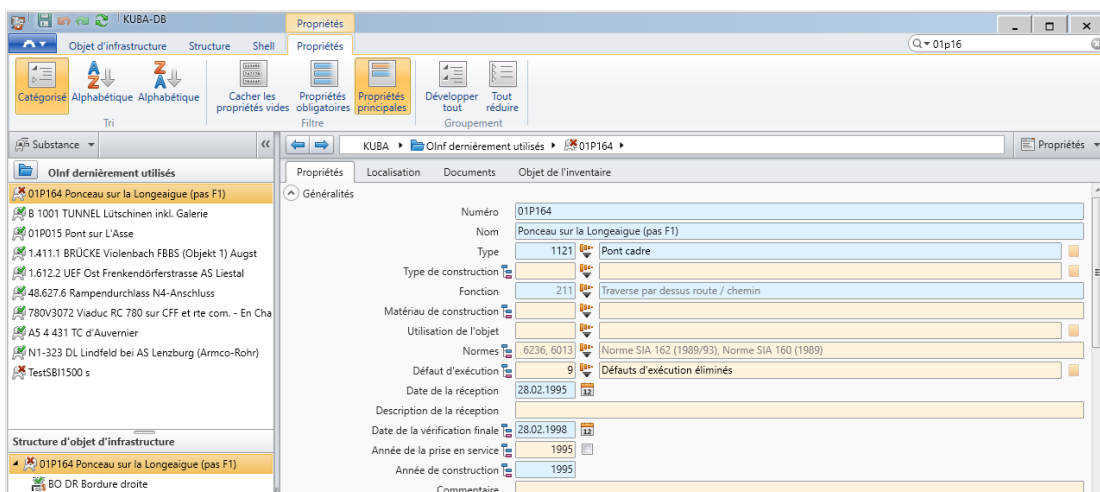 KUBA-DB
Propriétés
Objet d'infrastructure Structure Shell Propriétés
01p16
Catégorisé Alphabétique Alphabétique Cacher les propriétés vides Propriétés obligatoires Propriétés principales Développer tout Tout réduire
Tri Filtre Groupement
Substance
KUBA OInf dernièrement utilisés 01P164
Propriétés
OInf dernièrement utilisés
01P164 Ponceau sur la Longeaigue (pas F1)
B 1001 TUNNEL Lütschinen inkl. Galerie
01P015 Pont sur L'Asse
1.411.1 BRÜCKE Violenbach FBBS (Objekt 1) Augst
1.612.2 UEF Ost Frenkendörferstrasse AS Liestal
48.627.6 Rampendurchlass N4-Anschluss
780V3072 Viaduc RC 780 sur CFF et rte com. - En Cha
A5 4 431 TC d'Auvernier
N1-323 DL Lindfeld bei AS Lenzburg (Armco-Rohr)
TestSBI1500 s
Structure d'objet d'infrastructure
01P164 Ponceau sur la Longeaigue (pas F1)
BO DR Bordure droite
Propriétés Localisation Documents Objet de l'inventaire
Généralités
Numéro 01P164
Nom Ponceau sur la Longeaigue (pas F1)
Type 1121 Pont cadre
Type de construction
Fonction 211 Traverse par dessus route / chemin
Matériau de construction
Utilisation de l'objet
Normes 6236, 6013 Norme SIA 162 (1989/93), Norme SIA 160 (1989)
Défaut d'exécution 9 Défauts d'exécution éliminés
Date de la réception 28.02.1995 12
Description de la réception
Date de la vérification finale 28.02.1998 12
Année de la prise en service 1995
Année de construction 1995
Commentaire